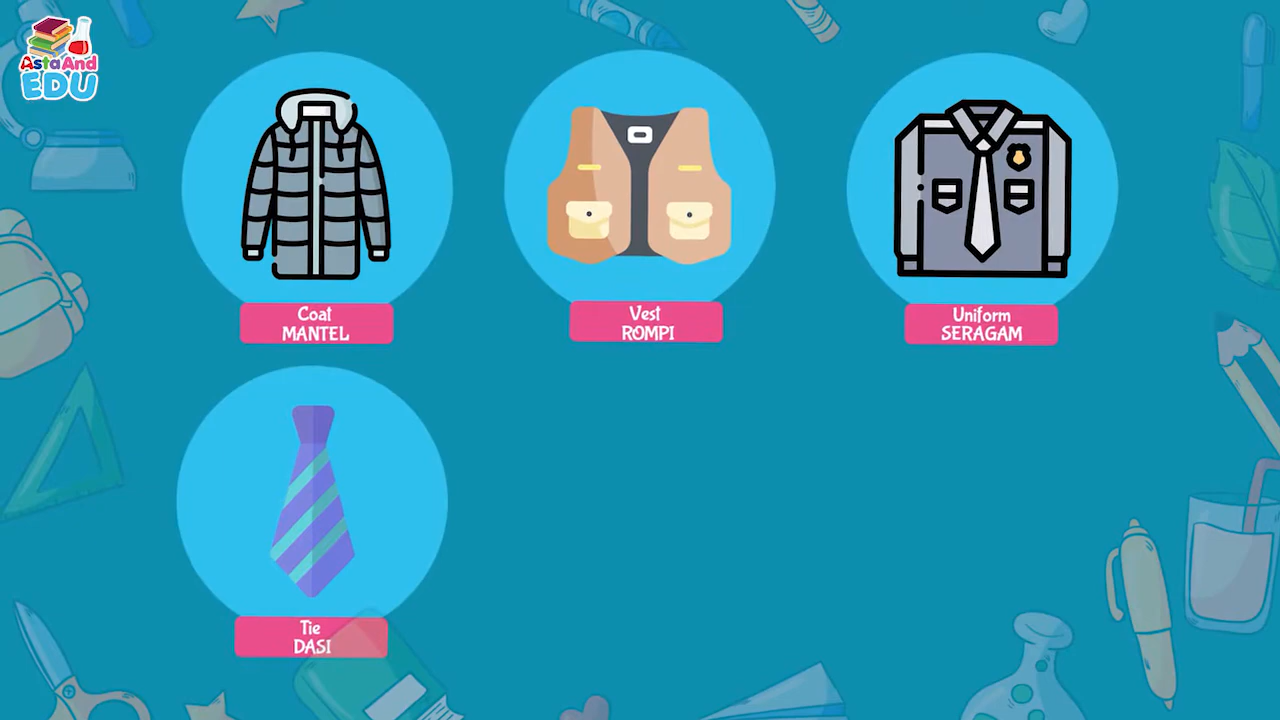 AstaAnd
EDU
Coat
MANTEL
Vest
ROMPI
Uniform
SERAGAM
Tie
DASI